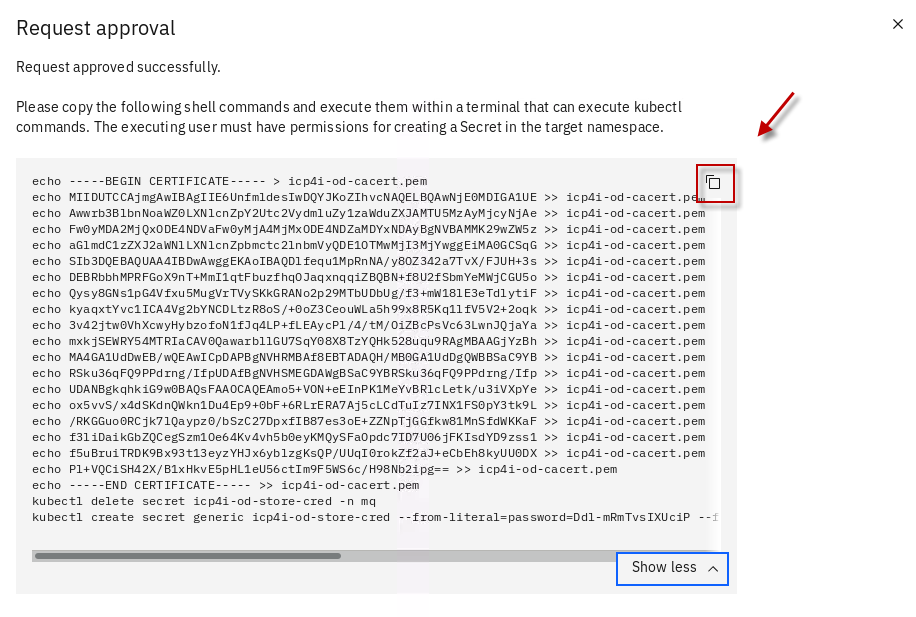 Request approval
Request approved successfully.
Please copy the following shell commands and execute them within a terminal that can execute kubectl
commands. The executing user must have permissions for creating a Secret in the target namespace.
echo -----BEGIN CERTIFICATE----- > icp4i-od-cacert.pem
echo MIIDUTCCAjmgAwIBAgIIE6UnfmldesIwDQYJKoZIhvcNAQELBQAwNjE0MDIGA1UE >> icp4i-od-cacert.pem
echo Awwrb3BlbnNoaWZ0LXNlcnZpY2Utc2VydmluZy1zaWduZXJAMTU5MzAyMjcyNjAe >> icp4i-od-cacert.pem
echo Fw0yMDA2MjQxODE4NDVaFw0yMjA4MjMxODE4NDZaMDYxNDAyBgNVBAMMK29wZW5z >> icp4i-od-cacert.pem
echo aGlmdC1zZXJ2aWNlLXNlcnZpbmctc2lnbmVyQDE1OTMwMjI3MjYwggEiMA0GCSqG >> icp4i-od-cacert.pem
echo SIb3DQEBAQUAA4IBDwAwggEKAoIBAQDlfequ1MpRnNA/y8OZ342a7TvX/FJUH+3s >> icp4i-od-cacert.pem
echo DEBRbbhMPRFGoX9nT+MmI1qtFbuzfhqOJaqxnqqiZBQBN+f8U2fSbmYeMWjCGU5o >> icp4i-od-cacert.pem
echo Qysy8GNs1pG4Vfxu5MugVrTVySKkGRANo2p29MTbUDbUg/f3+mW18lE3eTdlytiF >> icp4i-od-cacert.pem
echo kyaqxtYvc1ICA4Vg2bYNCDLtzR8oS/+0oZ3CeouWLa5h99x8R5Kq1lfV5V2+2oqk >> icp4i-od-cacert.pem
echo 3v42jtw0VhXcwyHybzofoN1fJq4LP+fLEAycPl/4/tM/OiZBcPsVc63LwnJQjaYa >> icp4i-od-cacert.pem
echo mxkjSEWRY54MTRIaCAV0QawarbllGU7SqY08X8TzYQHk528uqu9RAgMBAAGjYzBh >> icp4i-od-cacert.pem
echo MA4GA1UdDwEB/wQEAwICpDAPBgNVHRMBAf8EBTADAQH/MB0GA1UdDgQWBBSaC9YB >> icp4i-od-cacert.pem
echo RSku36qFQ9PPdrng/IfpUDAfBgNVHSMEGDAWgBSaC9YBRSku36qFQ9PPdrng/Ifp >> icp4i-od-cacert.pem
echo UDANBgkqhkiG9w0BAQsFAAOCAQEAmo5+VON+eEInPK1MeYvBRlcLetk/u3iVXpYe >> icp4i-od-cacert.pem
echo ox5vvS/x4dSKdnQWkn1Du4Ep9+0bF+6RLrERA7Aj5cLCdTuIz7INX1FS0pY3tk9L >> icp4i-od-cacert.pem
echo /RKGGuo0RCjk7lQaypz0/bSzC27DpxfIB87es3oE+ZZNpTjGGfkw81MnSfdWKKaF >> icp4i-od-cacert.pem
echo f3liDaikGbZQCegSzm1Oe64Kv4vh5b0eyKMQySFaOpdc7ID7U06jFKIsdYD9zss1 >> icp4i-od-cacert.pem
echo f5uBruiTRDK9Bx93t13eyzYHJx6yblzgKsQP/UUqI0rokZf2aJ+eCbEh8kyUU0DX >> icp4i-od-cacert.pem
echo Pl+VQCiSH42X/B1xHkvE5pHL1eU56ctIm9F5WS6c/H98Nb2ipg== >> icp4i-od-cacert.pem
echo -----END CERTIFICATE----- >> icp4i-od-cacert.pem
kubectl delete secret icp4i-od-store-cred -n mq
kubectl create secret generic icp4i-od-store-cred --from-literal=password=Ddl-mRmTvsIXUciP --f
Show less